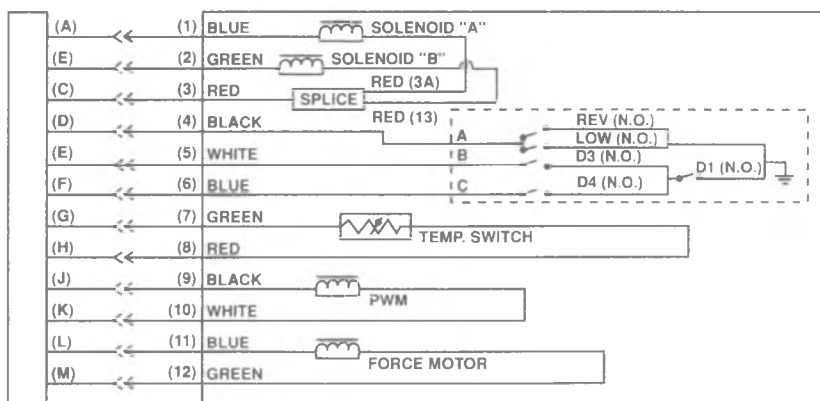 (A) (1) BLUE SOLENOID "A"
(E) (2) GREEN SOLENOID "B"
RED (3A)
(C) (3) RED SPLICE
RED (13)
(D) (4) BLACK A REV (N.O.)
LOW (N.O.)
(E) (5) WHITE B D3 (N.O.)
D1 (N.O.)
(F) (6) BLUE C D4 (N.O.)
(G) (7) GREEN TEMP. SWITCH
(H) (8) RED
(J) (9) BLACK PWM
(K) (10) WHITE
(L) (11) BLUE FORCE MOTOR
(M) (12) GREEN